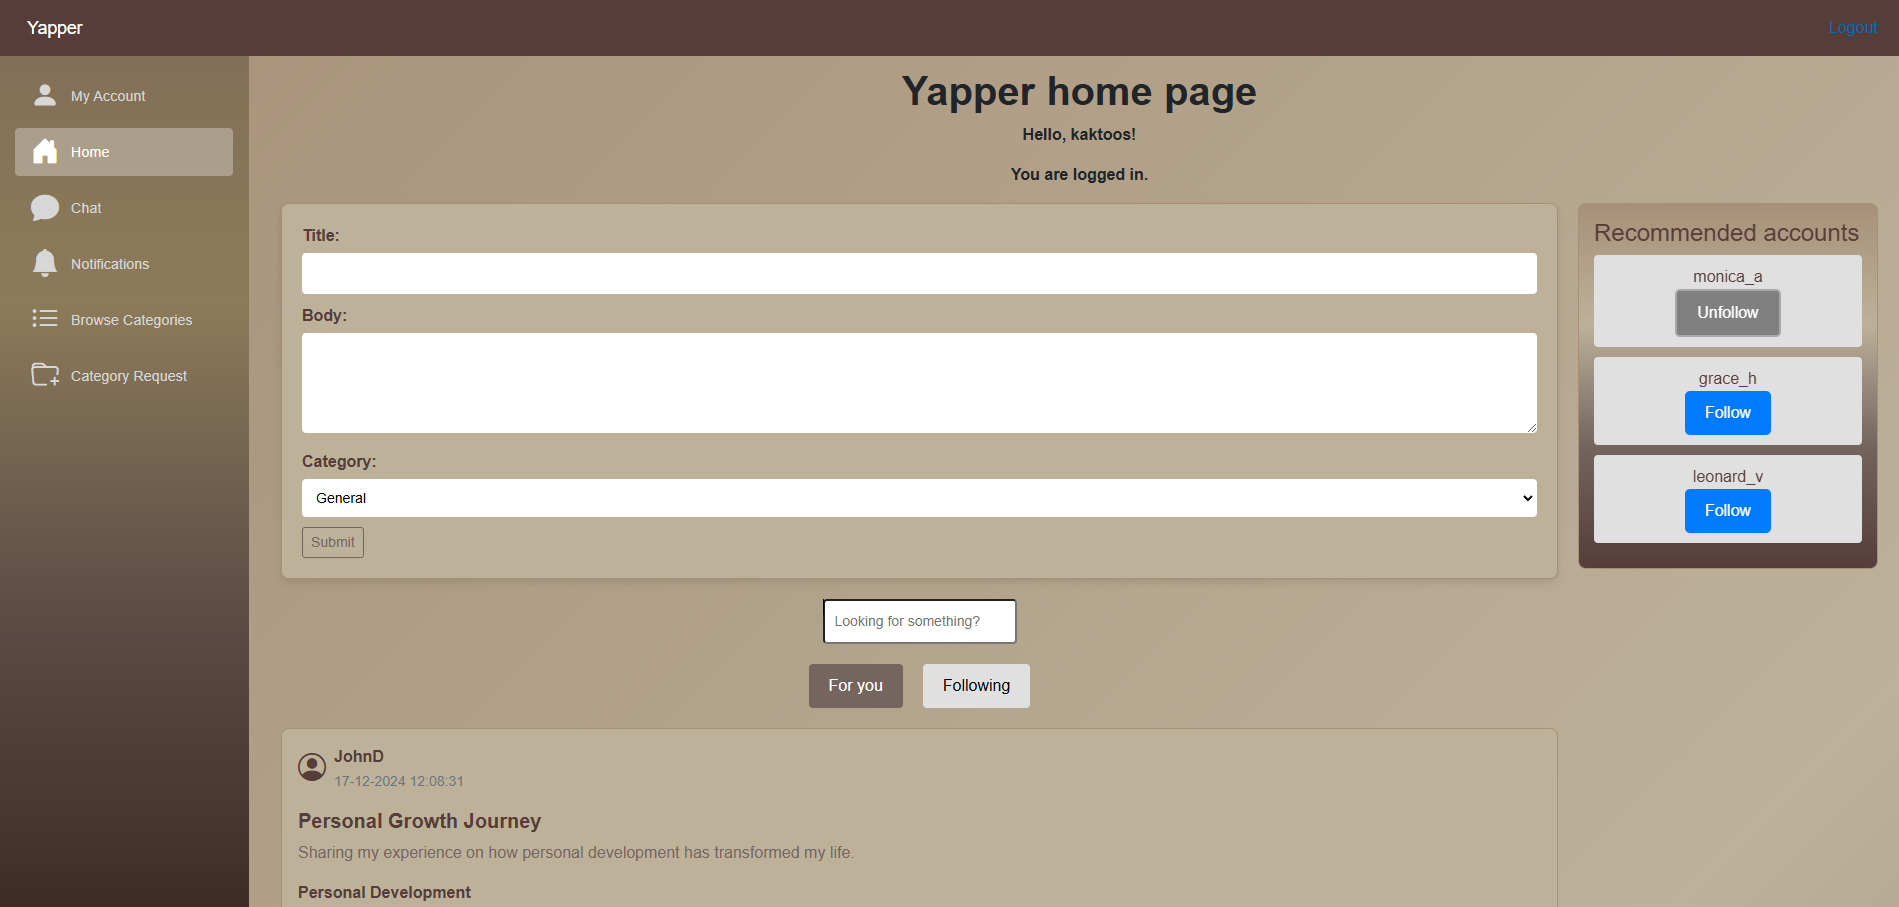 Yapper
Logout
My Account
Home
Chat
Notifications
Browse Categories
Category Request
Yapper home page
Hello, kaktoos!
You are logged in.
Title:
Body:
Category:
General
Submit
Recommended accounts
monica_a
Unfollow
grace_h
Follow
leonard_v
Follow
Looking for something?
For you
Following
JohnD
17-12-2024 12:08:31
Personal Growth Journey
Sharing my experience on how personal development has transformed my life.
Personal Development